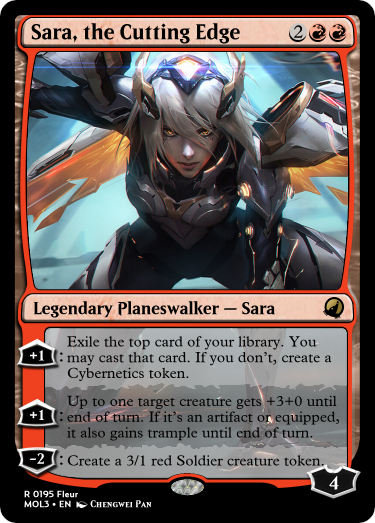 Sara, the Cutting Edge 2
Legendary Planeswalker — Sara
+1: Exile the top card of your library. You
may cast that card. If you don't, create a
Cybernetics token.
+1: Up to one target creature gets +3+0 until
end of turn. If it's an artifact or equipped,
it also gains trample until end of turn.
−2: Create a 3/1 red Soldier creature token.
4
R 0195 Fleur
MOL3 • EN Chengwei Pan